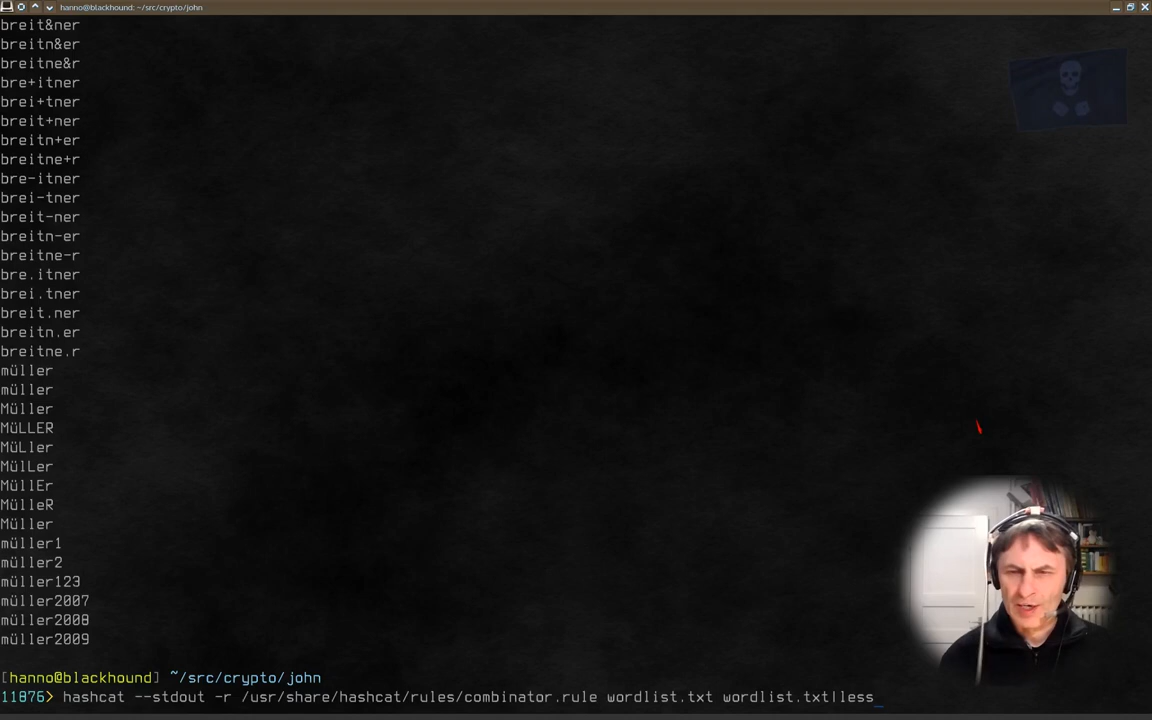 hanno@blackhound: ~/src/crypto/john
breit&ner
breitn&er
breitne&r
bre+itner
brei+tner
breit+ner
breitn+er
breitne+r
bre-itner
brei-tner
breit-ner
breitn-er
breitne-r
bre.itner
brei.tner
breit.ner
breitn.er
breitne.r
müller
müller
Müller
MüLLER
MüLler
MülLer
MüllEr
MülleR
Müller
müller1
müller2
müller123
müller2007
müller2008
müller2009
[hanno@blackhound] ~/src/crypto/john
11876> hashcat --stdout -r /usr/share/hashcat/rules/combinator.rule wordlist.txt wordlist.txt|less_